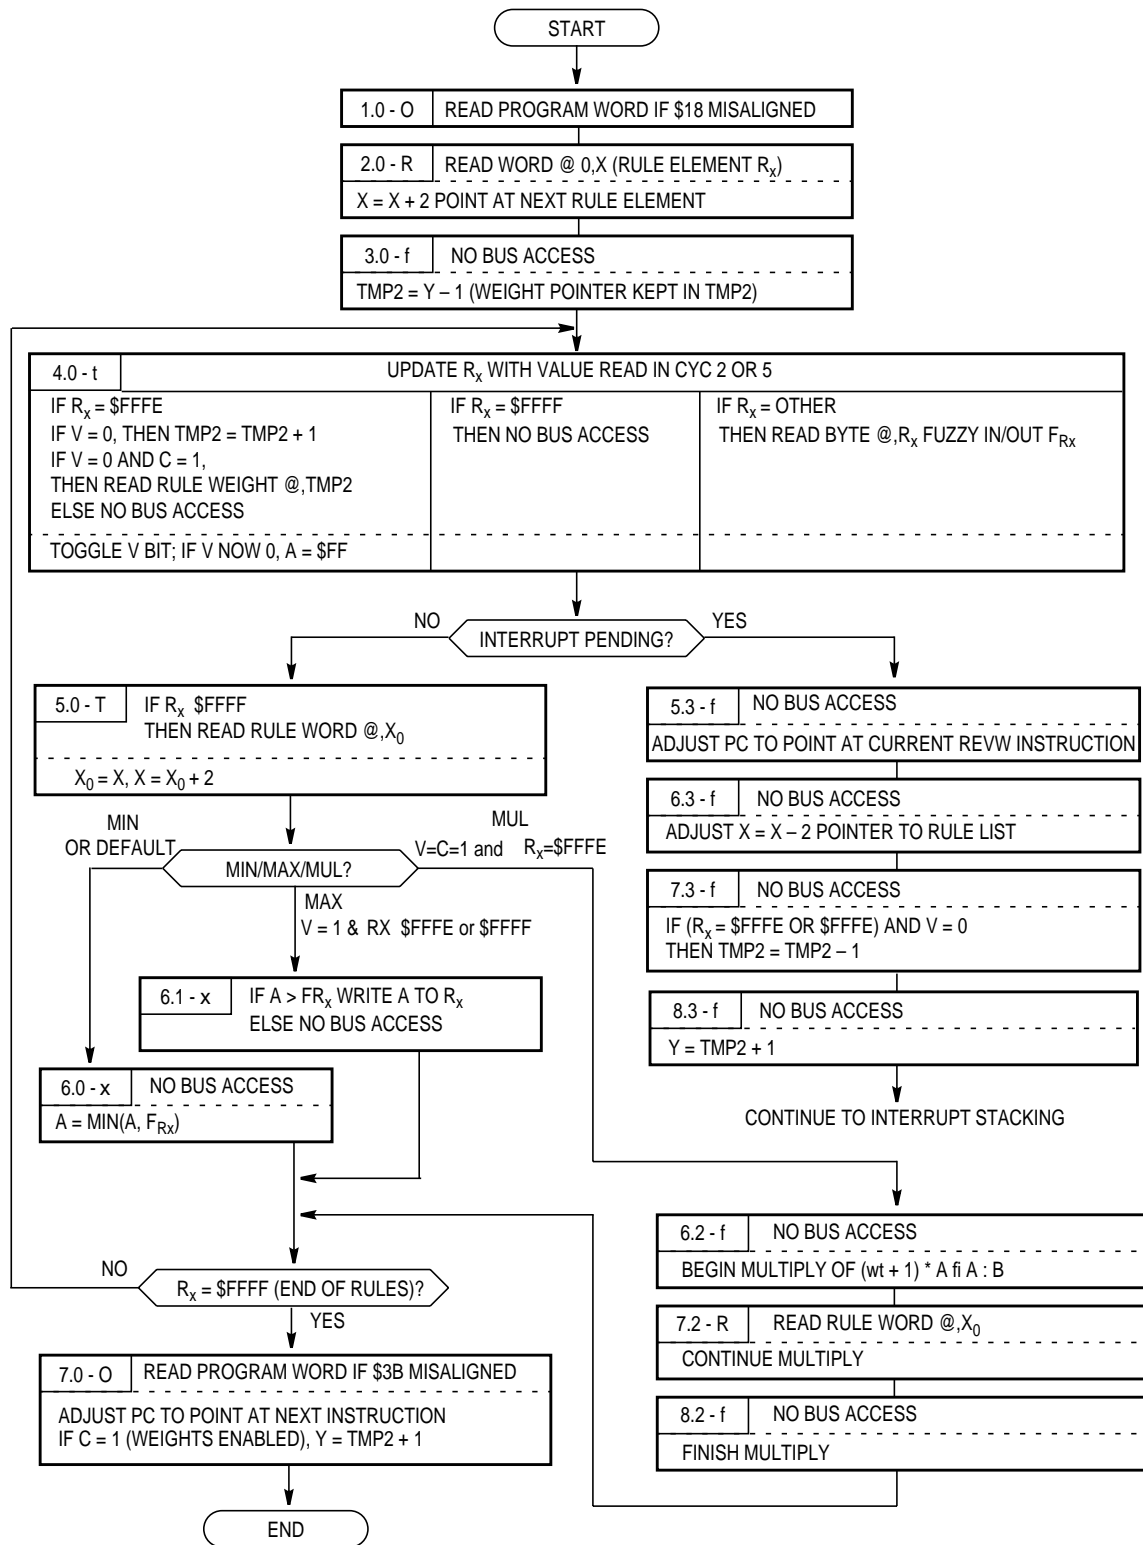 START
1.0 - O READ PROGRAM WORD IF $18 MISALIGNED
2.0 - R READ WORD @ 0,X (RULE ELEMENT Rx)
X = X + 2 POINT AT NEXT RULE ELEMENT
3.0 - f NO BUS ACCESS
TMP2 = Y – 1 (WEIGHT POINTER KEPT IN TMP2)
4.0 - t UPDATE Rx WITH VALUE READ IN CYC 2 OR 5
IF Rx = $FFFE
IF V = 0, THEN TMP2 = TMP2 + 1
IF V = 0 AND C = 1,
THEN READ RULE WEIGHT @,TMP2
ELSE NO BUS ACCESS
TOGGLE V BIT; IF V NOW 0, A = $FF
IF Rx = $FFFF
THEN NO BUS ACCESS
IF Rx = OTHER
THEN READ BYTE @,Rx FUZZY IN/OUT FRx
NO INTERRUPT PENDING? YES
5.0 - T IF Rx $FFFF
THEN READ RULE WORD @,X0
X0 = X, X = X0 + 2
5.3 - f NO BUS ACCESS
ADJUST PC TO POINT AT CURRENT REVW INSTRUCTION
6.3 - f NO BUS ACCESS
ADJUST X = X – 2 POINTER TO RULE LIST
7.3 - f NO BUS ACCESS
IF (Rx = $FFFE OR $FFFE) AND V = 0
THEN TMP2 = TMP2 – 1
8.3 - f NO BUS ACCESS
Y = TMP2 + 1
CONTINUE TO INTERRUPT STACKING
MIN
OR DEFAULT
MIN/MAX/MUL?
MUL
V=C=1 and Rx=$FFFE
MAX
V = 1 & RX $FFFE or $FFFF
6.1 - x IF A > FRx WRITE A TO Rx
ELSE NO BUS ACCESS
6.0 - x NO BUS ACCESS
A = MIN(A, FRx)
6.2 - f NO BUS ACCESS
BEGIN MULTIPLY OF (wt + 1) * A fi A : B
7.2 - R READ RULE WORD @,X0
CONTINUE MULTIPLY
8.2 - f NO BUS ACCESS
FINISH MULTIPLY
NO
Rx = $FFFF (END OF RULES)?
YES
7.0 - O READ PROGRAM WORD IF $3B MISALIGNED
ADJUST PC TO POINT AT NEXT INSTRUCTION
IF C = 1 (WEIGHTS ENABLED), Y = TMP2 + 1
END